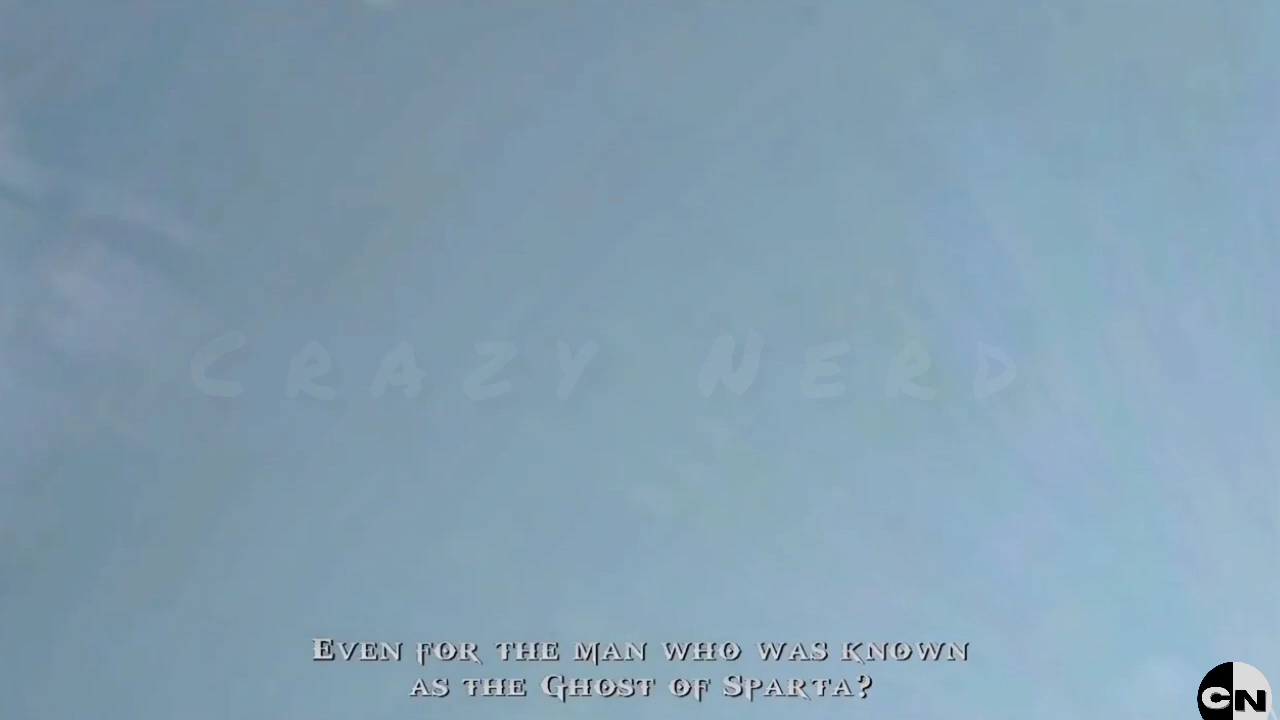 Crazy Nerd
Even for the man who was known
as the Ghost of Sparta?
CN